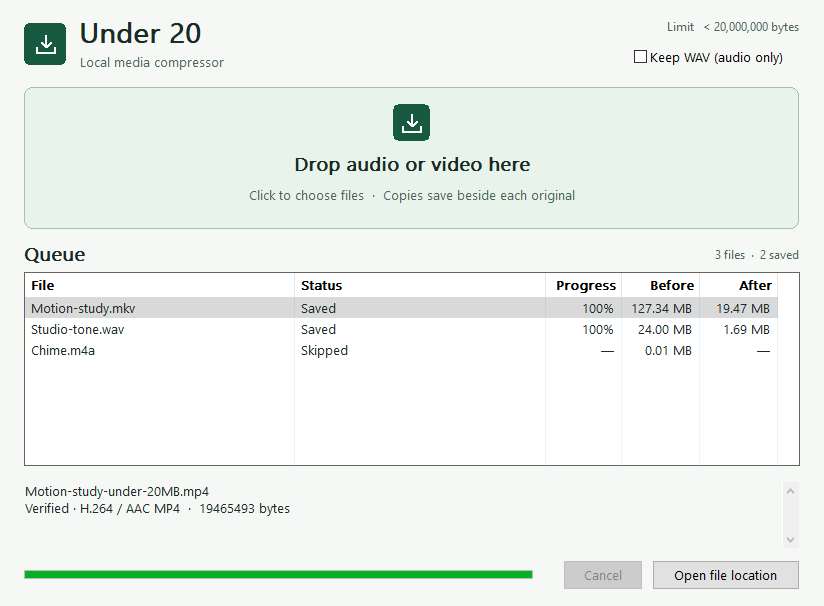 Under 20
Local media compressor
Limit < 20,000,000 bytes
Keep WAV (audio only)
Drop audio or video here
Click to choose files · Copies save beside each original
Queue
3 files · 2 saved
File Status Progress Before After
Motion-study.mkv Saved 100% 127.34 MB 19.47 MB
Studio-tone.wav Saved 100% 24.00 MB 1.69 MB
Chime.m4a Skipped — 0.01 MB —
Motion-study-under-20MB.mp4
Verified · H.264 / AAC MP4 · 19465493 bytes
Cancel Open file location